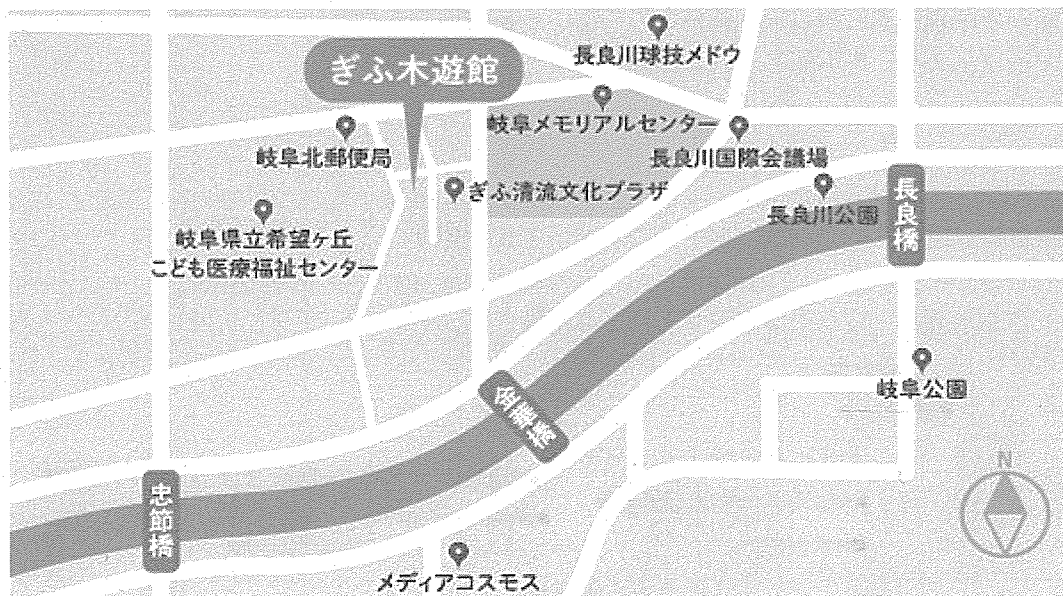 長良川球技メドウ
ぎふ木遊館
岐阜メモリアルセンター
岐阜北郵便局
長良川国際会議場
ぎふ清流文化プラザ
長良川公園
長良橋
岐阜県立希望ヶ丘
こども医療福祉センター
岐阜公園
金華橋
N
忠節橋
メディアコスモス